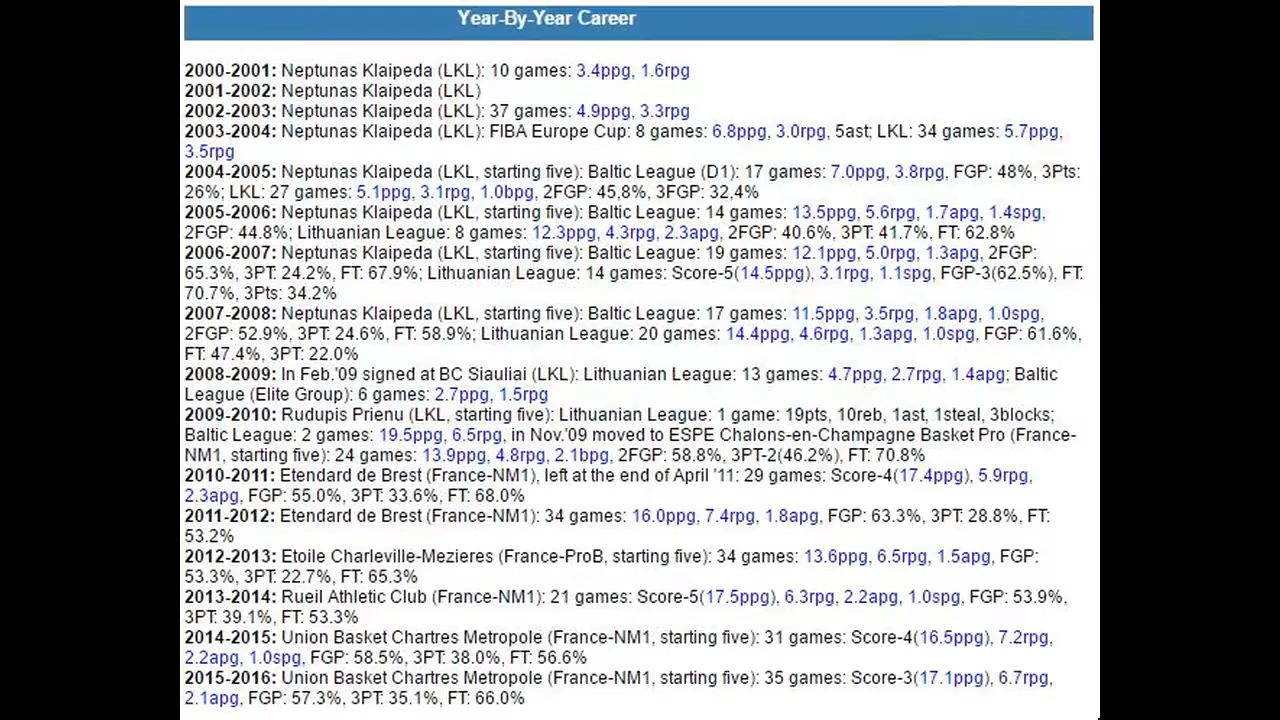 Year-By-Year Career
2000-2001: Neptunas Klaipeda (LKL): 10 games: 3.4ppg, 1.6rpg
2001-2002: Neptunas Klaipeda (LKL)
2002-2003: Neptunas Klaipeda (LKL): 37 games: 4.9ppg, 3.3rpg
2003-2004: Neptunas Klaipeda (LKL): FIBA Europe Cup: 8 games: 6.8ppg, 3.0rpg, 5ast; LKL: 34 games: 5.7ppg,
3.5rpg
2004-2005: Neptunas Klaipeda (LKL, starting five): Baltic League (D1): 17 games: 7.0ppg, 3.8rpg, FGP: 48%, 3Pts:
26%; LKL: 27 games: 5.1ppg, 3.1rpg, 1.0bpg, 2FGP: 45,8%, 3FGP: 32,4%
2005-2006: Neptunas Klaipeda (LKL, starting five): Baltic League: 14 games: 13.5ppg, 5.6rpg, 1.7apg, 1.4spg,
2FGP: 44.8%; Lithuanian League: 8 games: 12.3ppg, 4.3rpg, 2.3apg, 2FGP: 40.6%, 3PT: 41.7%, FT: 62.8%
2006-2007: Neptunas Klaipeda (LKL, starting five): Baltic League: 19 games: 12.1ppg, 5.0rpg, 1.3apg, 2FGP:
65.3%, 3PT: 24.2%, FT: 67.9%; Lithuanian League: 14 games: Score-5(14.5ppg), 3.1rpg, 1.1spg, FGP-3(62.5%), FT:
70.7%, 3Pts: 34.2%
2007-2008: Neptunas Klaipeda (LKL, starting five): Baltic League: 17 games: 11.5ppg, 3.5rpg, 1.8apg, 1.0spg,
2FGP: 52.9%, 3PT: 24.6%, FT: 58.9%; Lithuanian League: 20 games: 14.4ppg, 4.6rpg, 1.3apg, 1.0spg, FGP: 61.6%,
FT: 47.4%, 3PT: 22.0%
2008-2009: In Feb.'09 signed at BC Siauliai (LKL): Lithuanian League: 13 games: 4.7ppg, 2.7rpg, 1.4apg; Baltic
League (Elite Group): 6 games: 2.7ppg, 1.5rpg
2009-2010: Rudupis Prienu (LKL, starting five): Lithuanian League: 1 game: 19pts, 10reb, 1ast, 1steal, 3blocks;
Baltic League: 2 games: 19.5ppg, 6.5rpg, in Nov.'09 moved to ESPE Chalons-en-Champagne Basket Pro (France-
NM1, starting five): 24 games: 13.9ppg, 4.8rpg, 2.1bpg, 2FGP: 58.8%, 3PT-2(46.2%), FT: 70.8%
2010-2011: Etendard de Brest (France-NM1), left at the end of April '11: 29 games: Score-4(17.4ppg), 5.9rpg,
2.3apg, FGP: 55.0%, 3PT: 33.6%, FT: 68.0%
2011-2012: Etendard de Brest (France-NM1): 34 games: 16.0ppg, 7.4rpg, 1.8apg, FGP: 63.3%, 3PT: 28.8%, FT:
53.2%
2012-2013: Etoile Charleville-Mezieres (France-ProB, starting five): 34 games: 13.6ppg, 6.5rpg, 1.5apg, FGP:
53.3%, 3PT: 22.7%, FT: 65.3%
2013-2014: Rueil Athletic Club (France-NM1): 21 games: Score-5(17.5ppg), 6.3rpg, 2.2apg, 1.0spg, FGP: 53.9%,
3PT: 39.1%, FT: 53.3%
2014-2015: Union Basket Chartres Metropole (France-NM1, starting five): 31 games: Score-4(16.5ppg), 7.2rpg,
2.2apg, 1.0spg, FGP: 58.5%, 3PT: 38.0%, FT: 56.6%
2015-2016: Union Basket Chartres Metropole (France-NM1, starting five): 35 games: Score-3(17.1ppg), 6.7rpg,
2.1apg, FGP: 57.3%, 3PT: 35.1%, FT: 66.0%